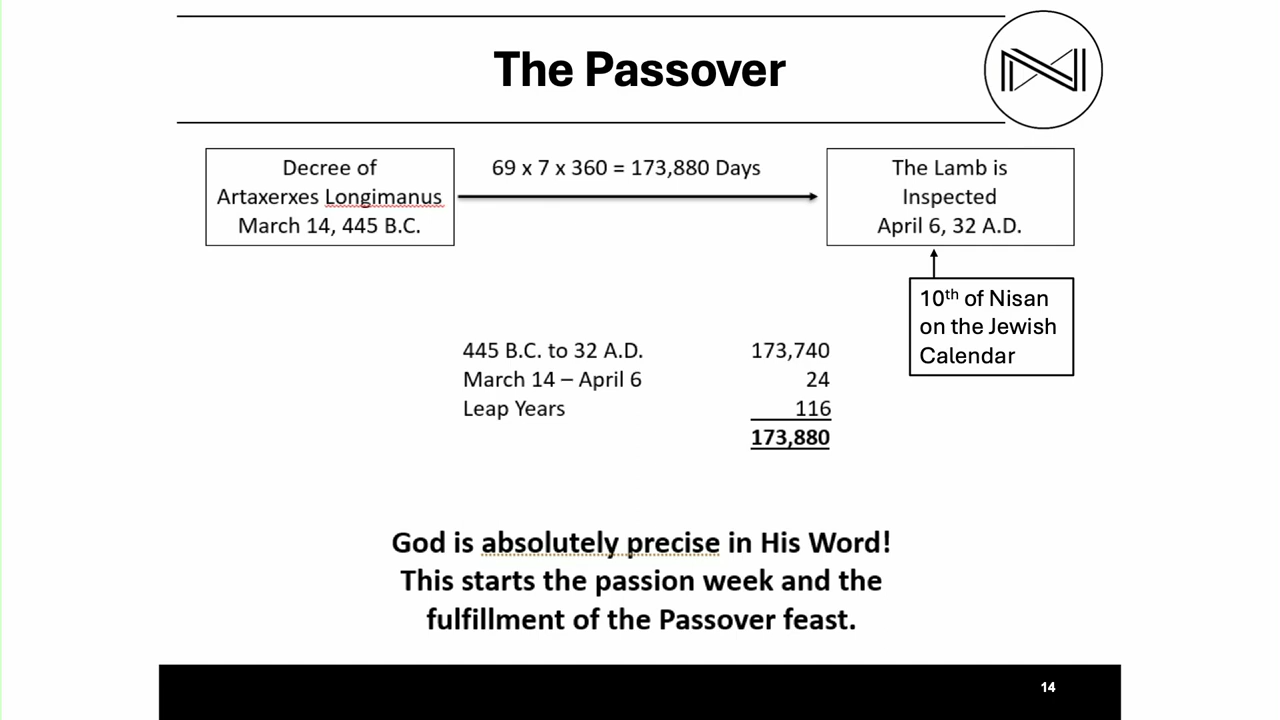 The Passover
Decree of
Artaxerxes Longimanus
March 14, 445 B.C.
69 x 7 x 360 = 173,880 Days
The Lamb is
Inspected
April 6, 32 A.D.
10th of Nisan
on the Jewish
Calendar
445 B.C. to 32 A.D. 173,740
March 14 – April 6 24
Leap Years 116
173,880
God is absolutely precise in His Word!
This starts the passion week and the
fulfillment of the Passover feast.
14